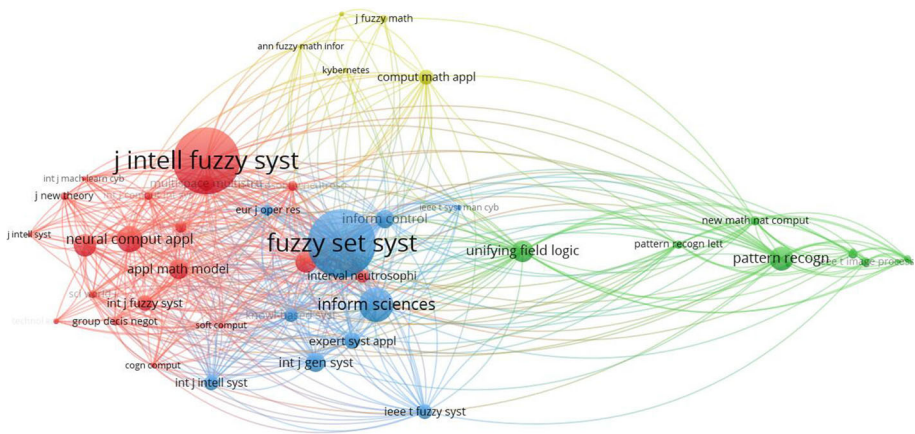 j fuzzy math
ann fuzzy math infor
kybernetes
comput math appl
j intell fuzzy syst
int j mach learn cyb
j new theory
eur j oper res
ieee t syst man cyb
inform control
new math nat comput
j intell syst
neural comput appl
fuzzy set syst
pattern recogn lett
unifying field logic
pattern recogn
appl math model
interval neutrosophi
int j fuzzy syst
inform sciences
group decis negot
soft comput
expert syst appl
cogn comput
int j gen syst
int j intell syst
ieee t fuzzy syst